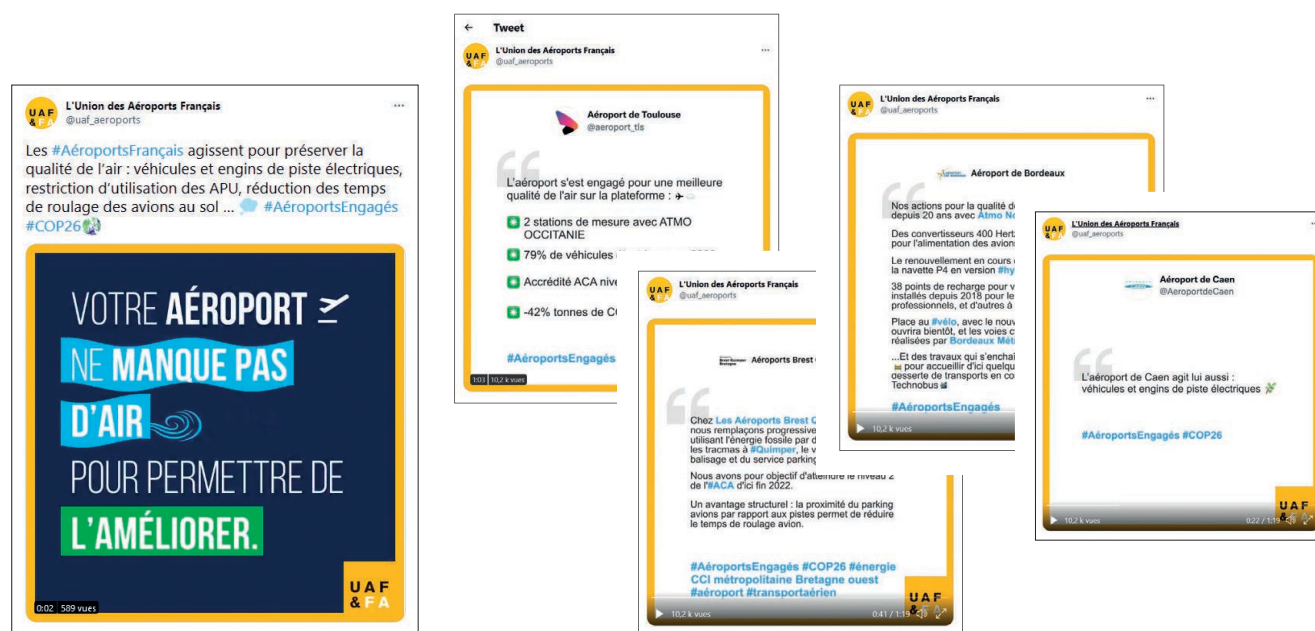 L'Union des Aéroports Français
@uaf_aeroports
Les #AéroportsFrançais agissent pour préserver la
qualité de l'air : véhicules et engins de piste électriques,
restriction d'utilisation des APU, réduction des temps
de roulage des avions au sol ... #AéroportsEngagés
#COP26
VOTRE AÉROPORT
NE MANQUE PAS
D'AIR
POUR PERMETTRE DE
L'AMÉLIORER.
UAF
& FA
0:02 589 vues
Tweet
L'Union des Aéroports Français
@uaf_aeroports
Aéroport de Toulouse
@aeroport_tls
L'aéroport s'est engagé pour une meilleure
qualité de l'air sur la plateforme :
2 stations de mesure avec ATMO
OCCITANIE
79% de véhicules
Accrédité ACA
-42% tonnes de
#AéroportsEngagés
1:03 10,2 k vues
L'Union des Aéroports Français
@uaf_aeroports
Aéroports Brest
Chez Les Aéroports Brest
nous remplaçons
utilisant l'énergie fossile par
les tracmas à #Quimper, le
balisage et du service parking
Nous avons pour objectif d'atteindre le niveau 2
de l'#ACA d'ici fin 2022.
Un avantage structurel : la proximité du parking
avions par rapport aux pistes permet de réduire
le temps de roulage avion.
#AéroportsEngagés #COP26 #énergie
CCI métropolitaine Bretagne ouest
#aéroport #transportaérien
UAF
10,2 k vues
0:41 / 1:19
L'Union des Aéroports Français
@uaf_aeroports
Aéroport de Bordeaux
Nos actions pour la qualité
depuis 20 ans avec Atmo
Des convertisseurs 400
pour l'alimentation des
Le renouvellement en cours
la navette P4 en version
38 points de recharge pour
installés depuis 2018 pour
professionnels, et d'autres à
Place au #vélo, avec le
ouvrira bientôt, et les voies
réalisées par Bordeaux
...Et des travaux qui
pour accueillir d'ici
desserte de transports en
Technobus
#AéroportsEngagés
10,2 k vues
L'Union des Aéroports Français
@uaf_aeroports
Aéroport de Caen
@AeroportdeCaen
L'aéroport de Caen agit lui aussi :
véhicules et engins de piste électriques
#AéroportsEngagés #COP26
UAF
10,2 k vues
0:22 / 1:19